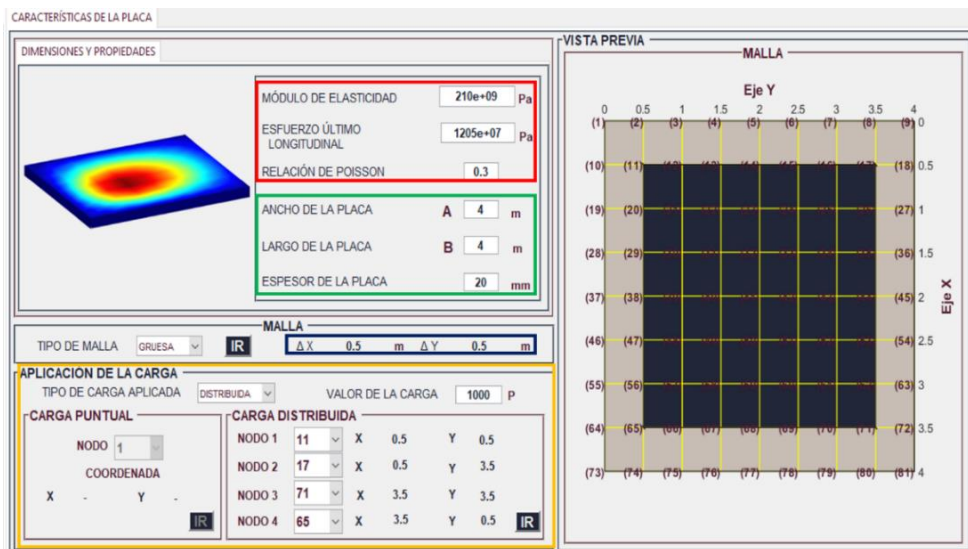 CARACTERÍSTICAS DE LA PLACA
DIMENSIONES Y PROPIEDADES
MÓDULO DE ELASTICIDAD 210e+09 Pa
ESFUERZO ÚLTIMO
LONGITUDINAL 1205e+07 Pa
RELACIÓN DE POISSON 0.3
ANCHO DE LA PLACA A 4 m
LARGO DE LA PLACA B 4 m
ESPESOR DE LA PLACA 20 mm
MALLA
TIPO DE MALLA GRUESA IR Δ X 0.5 m Δ Y 0.5 m
APLICACIÓN DE LA CARGA
TIPO DE CARGA APLICADA DISTRIBUIDA VALOR DE LA CARGA 1000 P
CARGA PUNTUAL
NODO 1
COORDENADA
X - Y -
IR
CARGA DISTRIBUIDA
NODO 1 11 X 0.5 Y 0.5
NODO 2 17 X 0.5 Y 3.5
NODO 3 71 X 3.5 Y 3.5
NODO 4 65 X 3.5 Y 0.5 IR
VISTA PREVIA
MALLA
Eje Y
0 0.5 1 1.5 2 2.5 3 3.5 4
(1) (2) (3) (4) (5) (6) (7) (8) (9) 0
(10) (11) (18) 0.5
(19) (20) (27) 1
(28) (29) (36) 1.5
(37) (38) (45) 2
(46) (47) (54) 2.5
(55) (56) (63) 3
(64) (65) (72) 3.5
(73) (74) (75) (76) (77) (78) (79) (80) (81) 4
Eje X